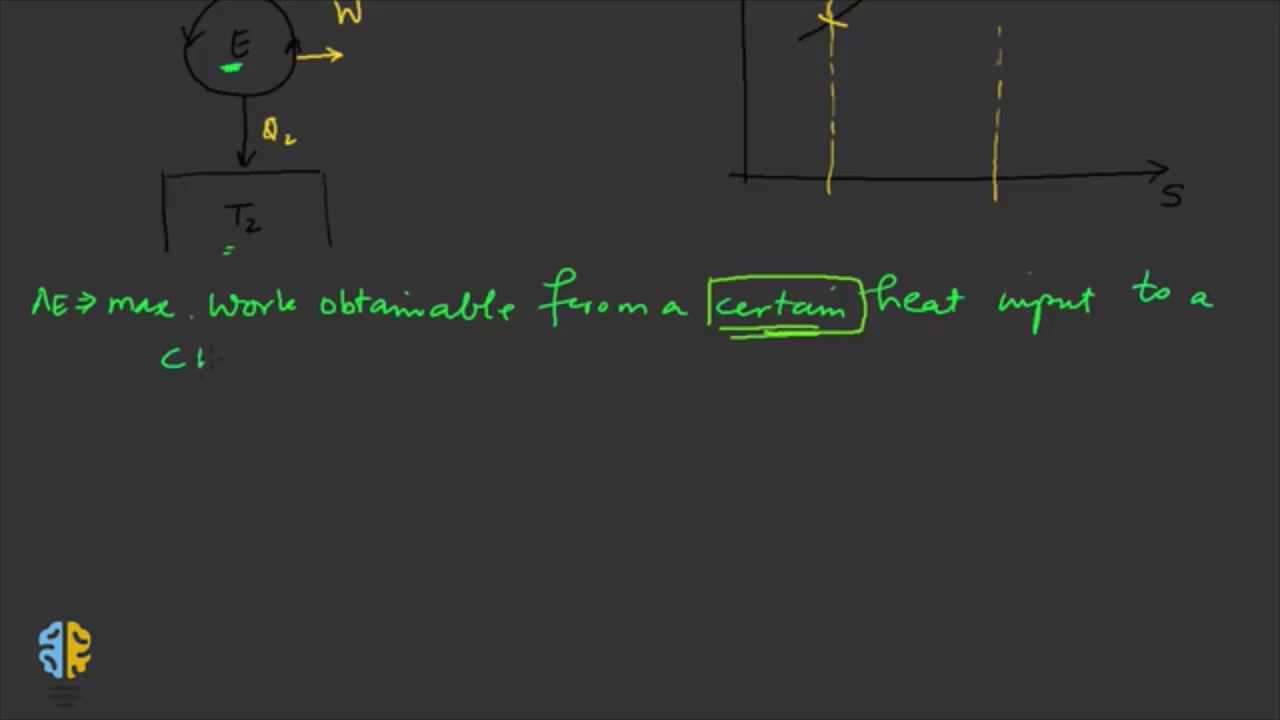 W
E
Q₂
T₂
S
AE ⇒ max. Work obtainable from a certain heat input to a